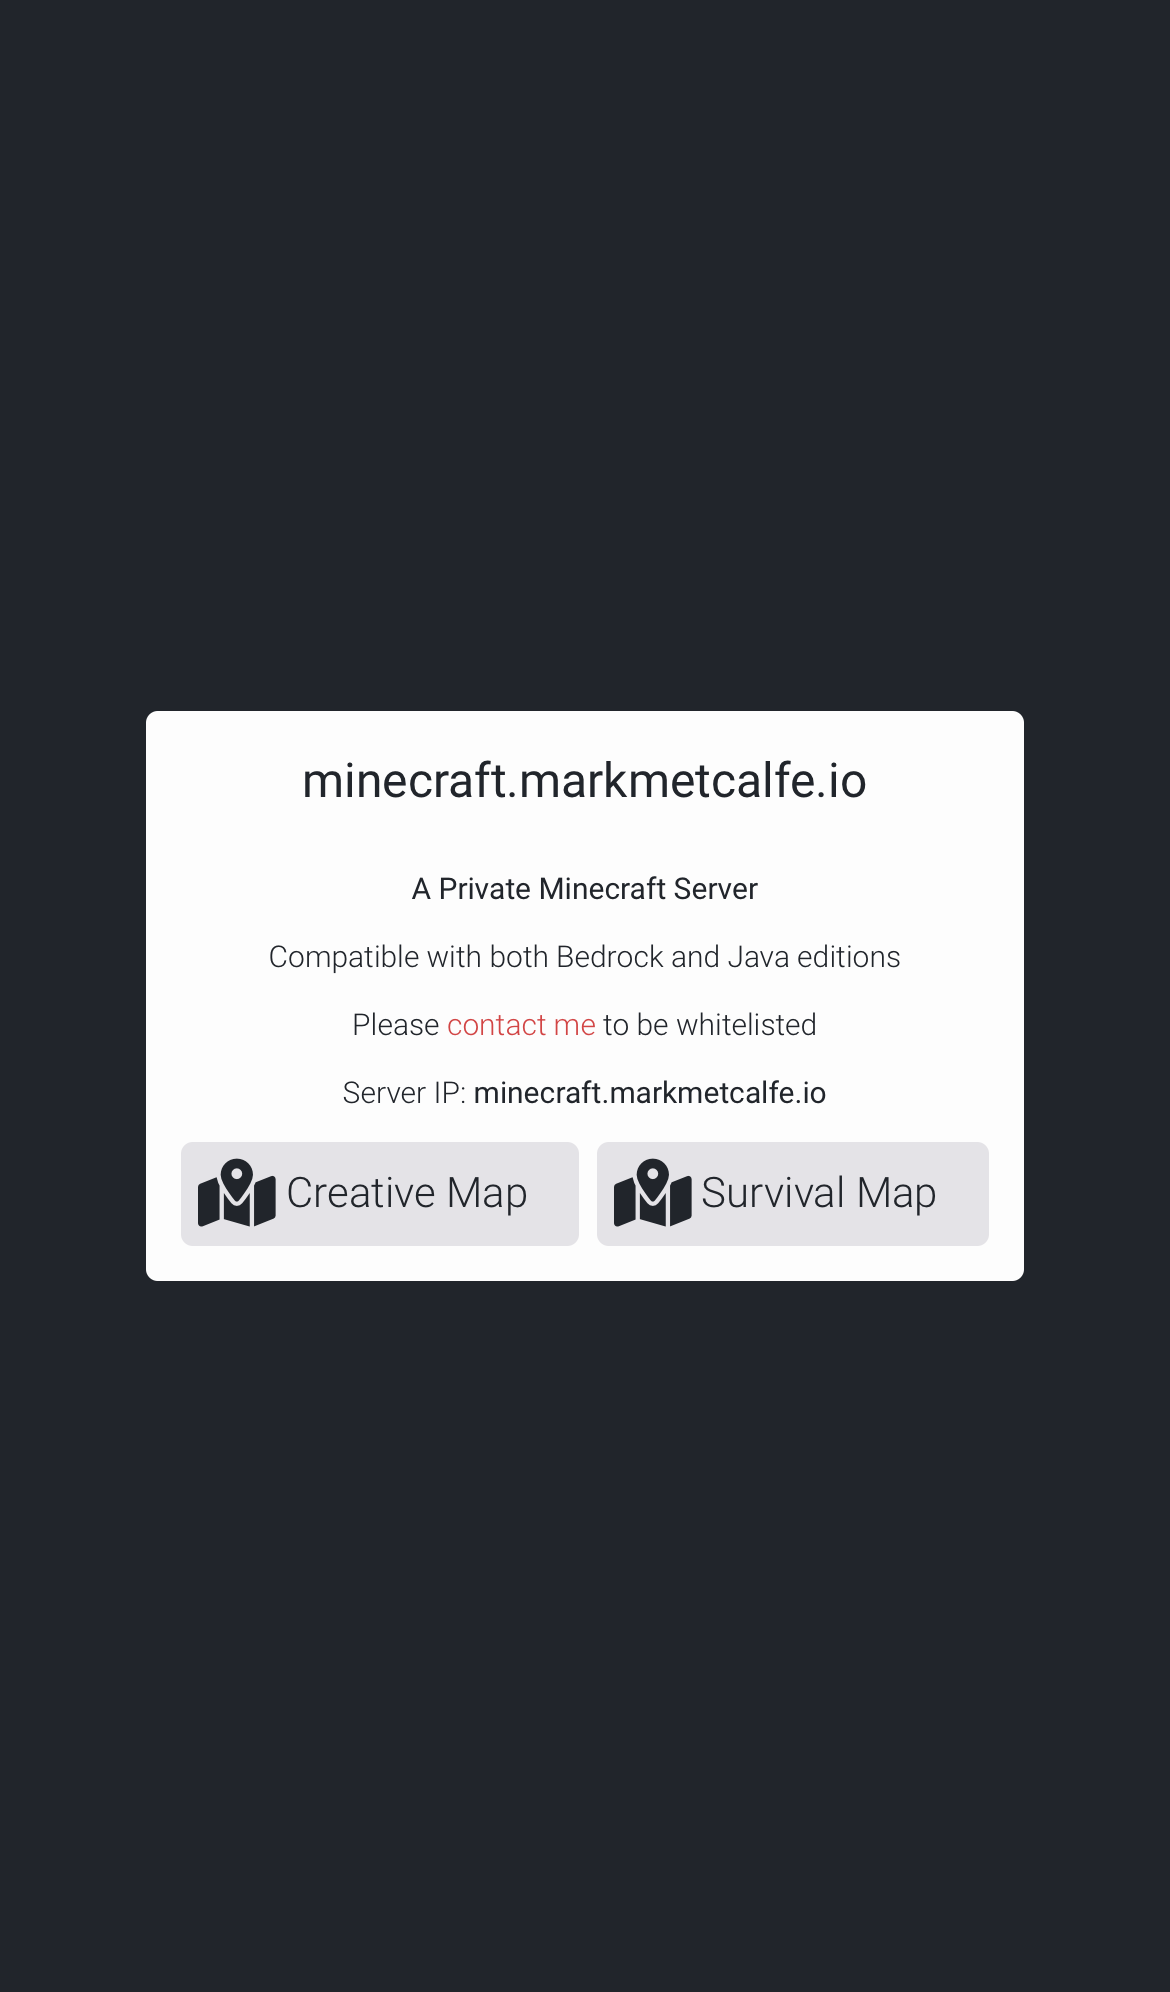 minecraft.markmetcalfe.io
A Private Minecraft Server
Compatible with both Bedrock and Java editions
Please contact me to be whitelisted
Server IP: minecraft.markmetcalfe.io
Creative Map
Survival Map